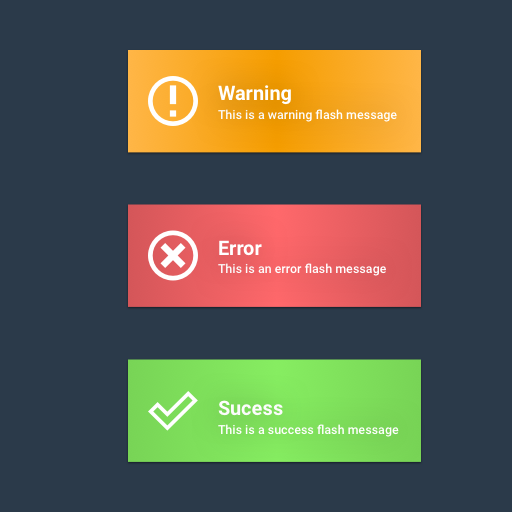 Warning
This is a warning flash message
Error
This is an error flash message
Sucess
This is a success flash message